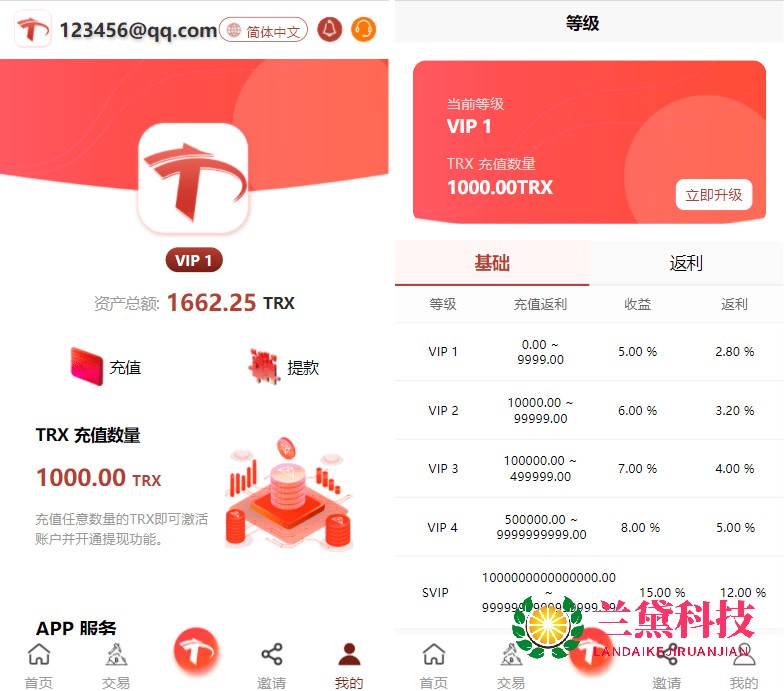 123456@qq.com
简体中文
VIP 1
资产总额: 1662.25 TRX
充值
提款
TRX 充值数量
1000.00 TRX
充值任意数量的TRX即可激活
账户并开通提现功能。
APP 服务
首页
交易
邀请
我的
等级
当前等级
VIP 1
TRX 充值数量
1000.00TRX
立即升级
基础
返利
等级 充值返利 收益 返利
VIP 1 0.00 ~ 9999.00 5.00 % 2.80 %
VIP 2 10000.00 ~ 99999.00 6.00 % 3.20 %
VIP 3 100000.00 ~ 499999.00 7.00 % 4.00 %
VIP 4 500000.00 ~ 9999999999.00 8.00 % 5.00 %
SVIP 1000000000000000.00 ~ 15.00 % 12.00 %
兰黛科技
LANDAIKEJIRUANJIAN
首页
交易
邀请
我的